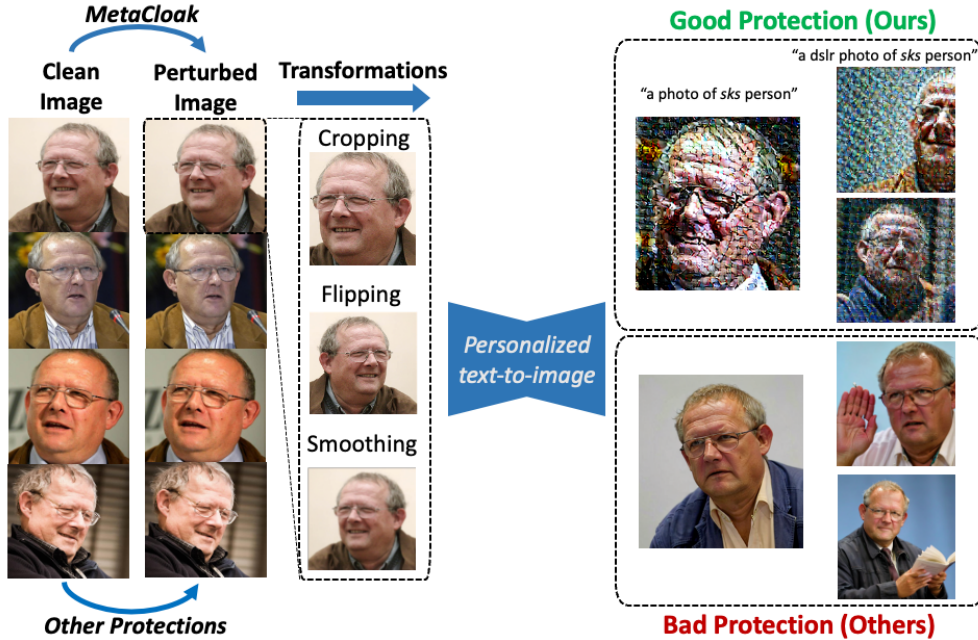 MetaCloak
Clean
Image
Perturbed
Image
Transformations
Cropping
Flipping
Smoothing
Other Protections
Personalized
text-to-image
Good Protection (Ours)
"a photo of sks person"
"a dslr photo of sks person"
Bad Protection (Others)